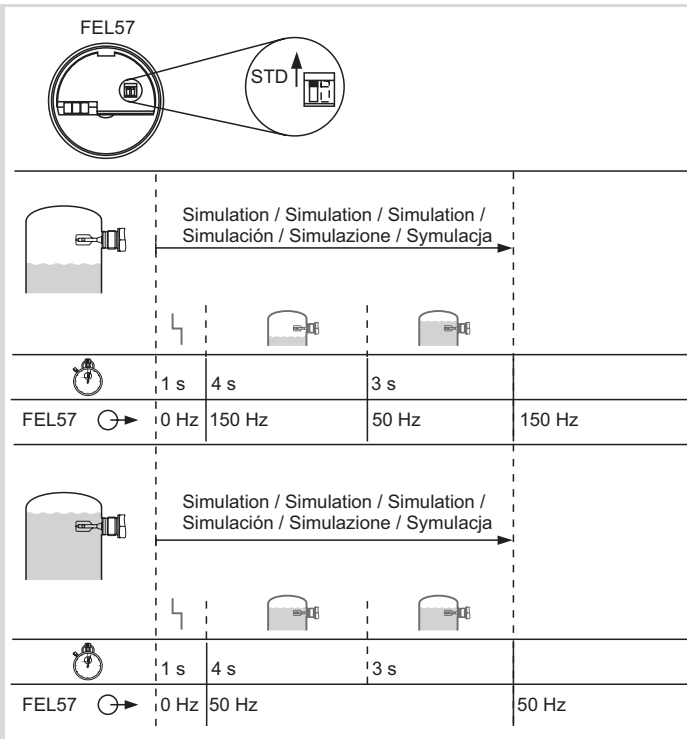 FEL57
STD
Simulation / Simulation / Simulation /
Simulación / Simulazione / Symulacja
1 s 4 s 3 s
FEL57 0 Hz 150 Hz 50 Hz 150 Hz
Simulation / Simulation / Simulation /
Simulación / Simulazione / Symulacja
1 s 4 s 3 s
FEL57 0 Hz 50 Hz 50 Hz